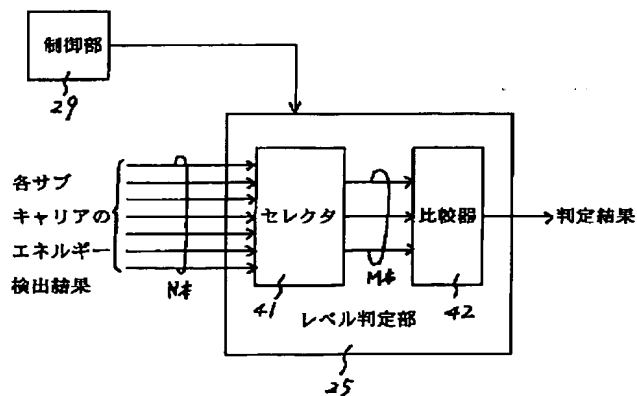 制御部
29
各サブ
キャリアの
エネルギー
検出結果
N本
セレクタ
41
M本
比較器
42
判定結果
レベル判定部
25